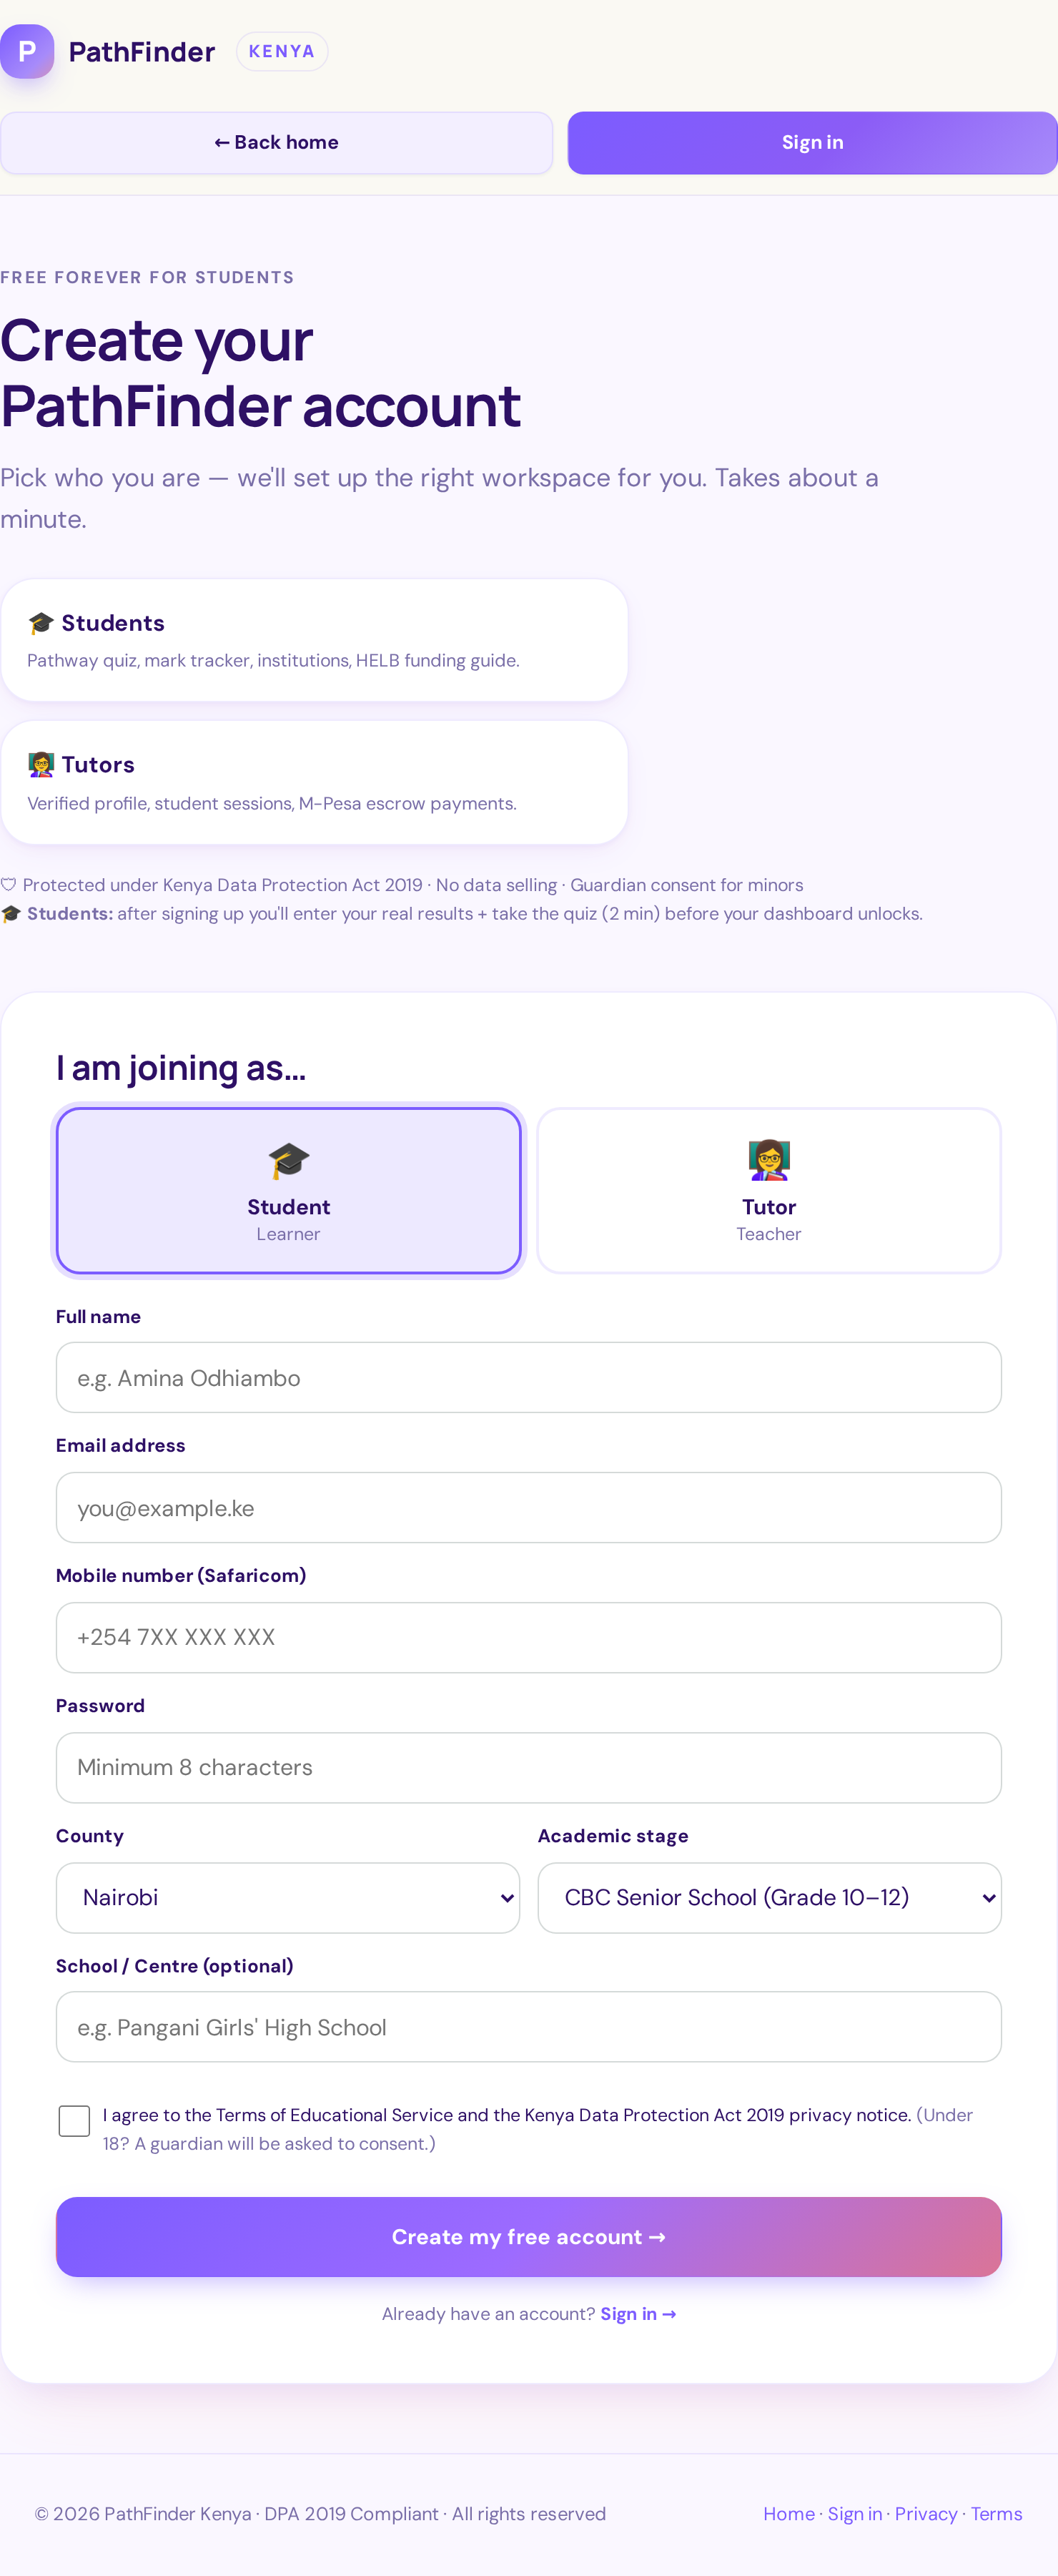 P PathFinder KENYA
← Back home
Sign in
FREE FOREVER FOR STUDENTS
Create your
PathFinder account
Pick who you are — we'll set up the right workspace for you. Takes about a
minute.
🎓 Students
Pathway quiz, mark tracker, institutions, HELB funding guide.
👩‍🏫 Tutors
Verified profile, student sessions, M-Pesa escrow payments.
🛡 Protected under Kenya Data Protection Act 2019 · No data selling · Guardian consent for minors
🎓 Students: after signing up you'll enter your real results + take the quiz (2 min) before your dashboard unlocks.
I am joining as...
Student
Learner
Tutor
Teacher
Full name
e.g. Amina Odhiambo
Email address
you@example.ke
Mobile number (Safaricom)
+254 7XX XXX XXX
Password
Minimum 8 characters
County
Nairobi
Academic stage
CBC Senior School (Grade 10–12)
School / Centre (optional)
e.g. Pangani Girls' High School
I agree to the Terms of Educational Service and the Kenya Data Protection Act 2019 privacy notice. (Under
18? A guardian will be asked to consent.)
Create my free account →
Already have an account? Sign in →
© 2026 PathFinder Kenya · DPA 2019 Compliant · All rights reserved
Home · Sign in · Privacy · Terms